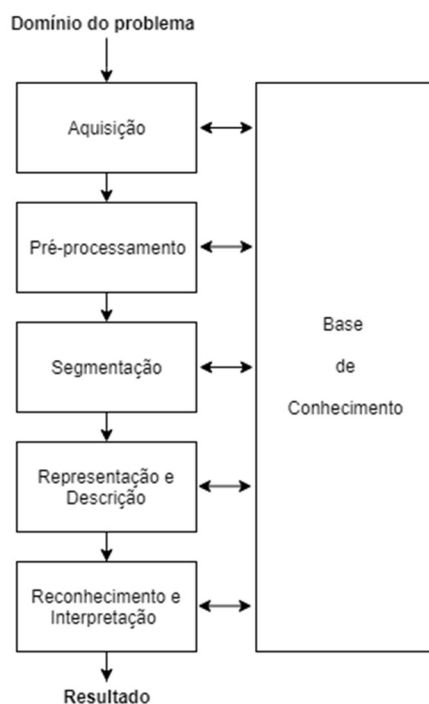 Domínio do problema
Aquisição
Pré-processamento
Segmentação
Representação e
Descrição
Reconhecimento e
Interpretação
Resultado
Base
de
Conhecimento